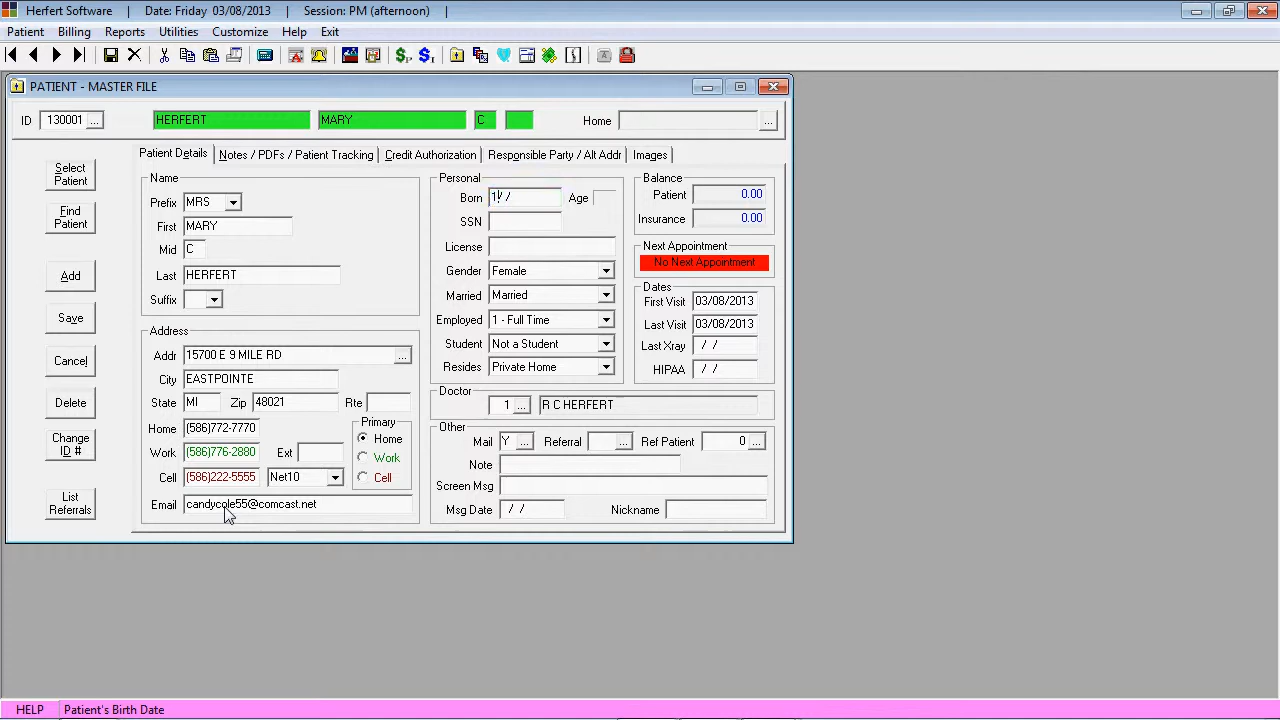 Herfert Software | Date: Friday 03/08/2013 | Session: PM (afternoon) |
Patient Billing Reports Utilities Customize Help Exit
PATIENT - MASTER FILE
ID 130001 ... HERFERT MARY C Home ...
Patient Details Notes / PDFs / Patient Tracking Credit Authorization Responsible Party / Alt Addr Images
Select Patient
Find Patient
Add
Save
Cancel
Delete
Change ID #
List Referrals
Name
Prefix MRS
First MARY
Mid C
Last HERFERT
Suffix
Address
Addr 15700 E 9 MILE RD ...
City EASTPOINTE
State MI Zip 48021 Rte
Home (586)772-7770
Work (586)776-2880 Ext
Cell (586)222-5555 Net10
Email candycole55@comcast.net
Primary
Home
Work
Cell
Personal
Born 1/ / Age
SSN
License
Gender Female
Married Married
Employed 1 - Full Time
Student Not a Student
Resides Private Home
Doctor
1 ... R C HERFERT
Other
Mail Y ... Referral ... Ref Patient 0 ...
Note
Screen Msg
Msg Date / / Nickname
Balance
Patient 0.00
Insurance 0.00
Next Appointment
No Next Appointment
Dates
First Visit 03/08/2013
Last Visit 03/08/2013
Last Xray / /
HIPAA / /
HELP Patient's Birth Date